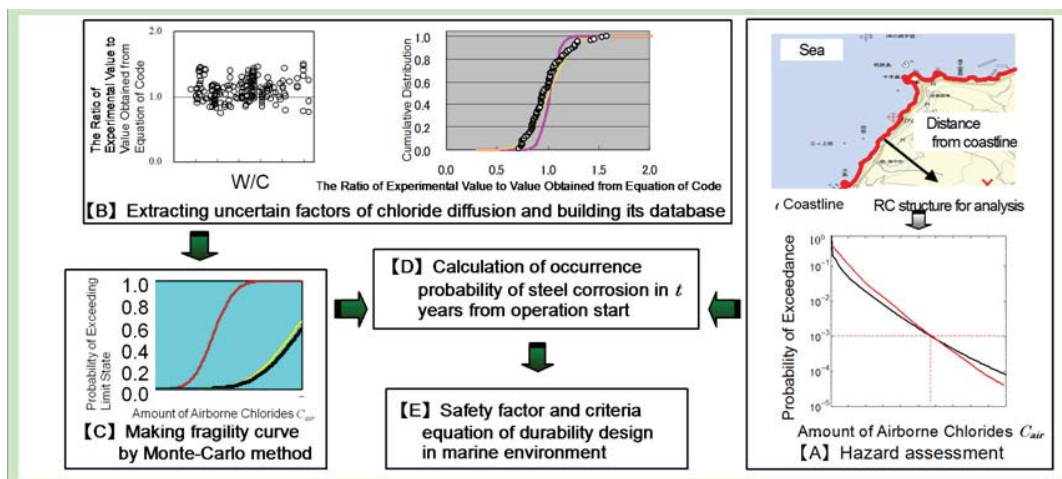 2.0
1.0
0.0
The Ratio of
Experimental Value to
Value Obtained from
Equation of Code
W/C
1.0
0.8
0.6
0.4
0.2
0.0
Cumulative Distribution
0.0 0.5 1.0 1.5 2.0
The Ratio of Experimental Value to Value Obtained from Equation of Code
【B】 Extracting uncertain factors of chloride diffusion and building its database
1.0
0.8
0.6
0.4
0.2
0.0
Probability of Exceeding
Limit State
Amount of Airborne Chlorides Cair
【C】 Making fragility curve
by Monte-Carlo method
【D】 Calculation of occurrence
probability of steel corrosion in t
years from operation start
【E】 Safety factor and criteria
equation of durability design
in marine environment
Sea
Distance
from coastline
Coastline
RC structure for analysis
10⁰
10⁻¹
10⁻²
10⁻³
10⁻⁴
10⁻⁵
Probability of Exceedance
Amount of Airborne Chlorides Cair
【A】 Hazard assessment